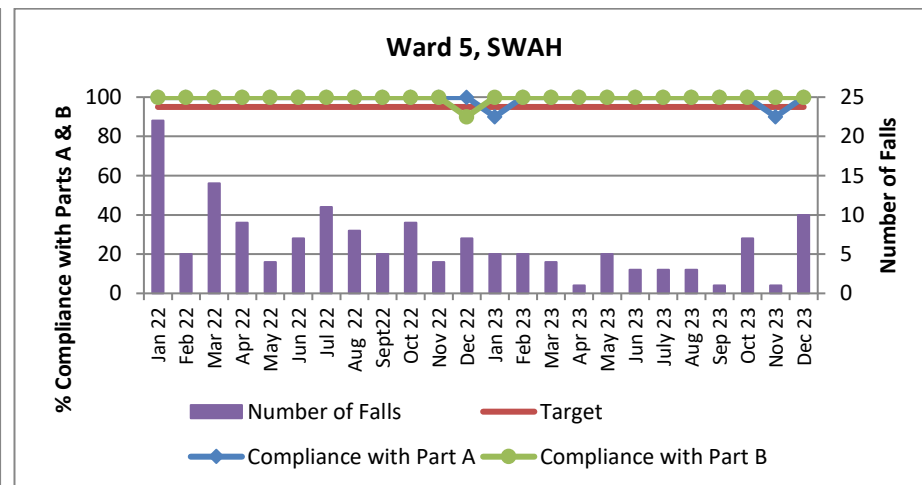 Ward 5, SWAH
% Compliance with Parts A & B
100
80
60
40
20
0
25
20
15
10
5
0
Number of Falls
Jan 22
Feb 22
Mar 22
Apr 22
May 22
Jun 22
Jul 22
Aug 22
Sept22
Oct 22
Nov 22
Dec 22
Jan 23
Feb 23
Mar 23
Apr 23
May 23
Jun 23
July 23
Aug 23
Sep 23
Oct 23
Nov 23
Dec 23
Number of Falls
Target
Compliance with Part A
Compliance with Part B